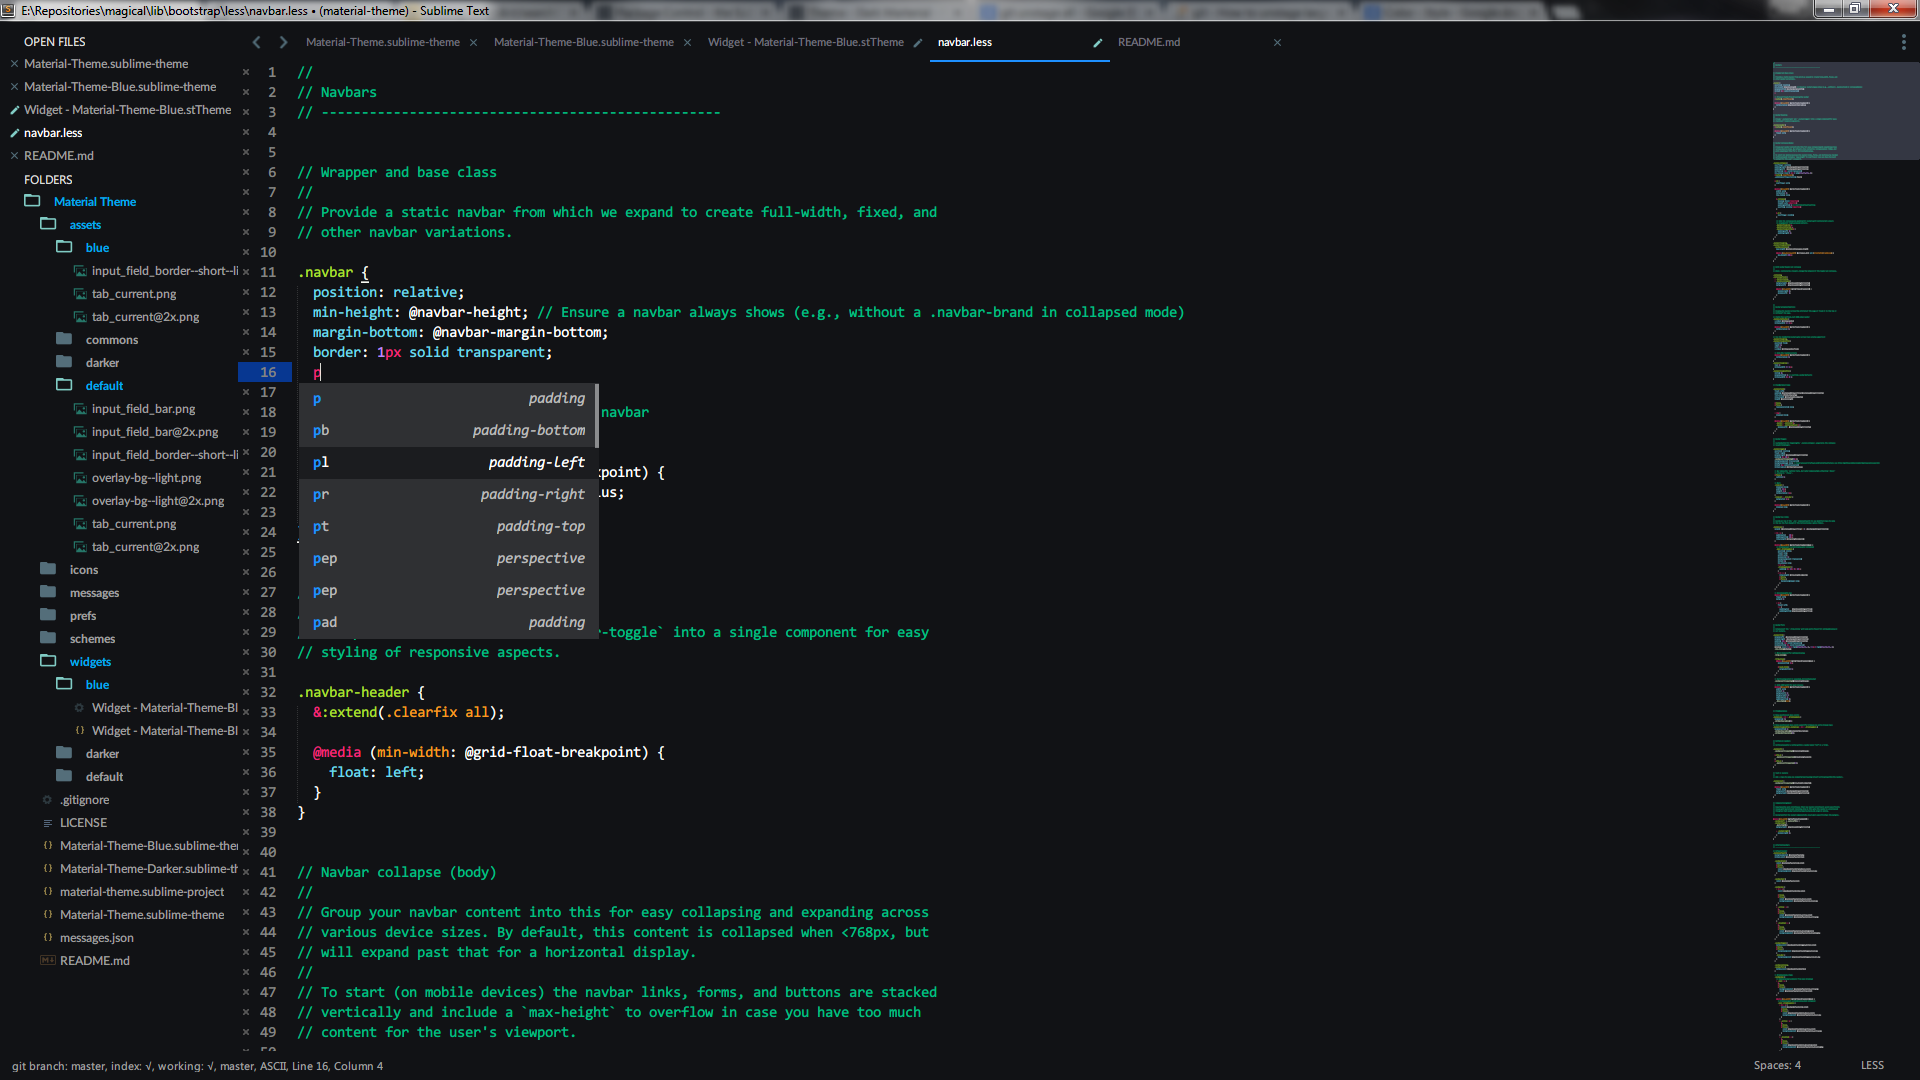 E:\Repositories\magical\lib\bootstrap\less\navbar.less • (material-theme) - Sublime Text
OPEN FILES
Material-Theme.sublime-theme
Material-Theme-Blue.sublime-theme
Widget - Material-Theme-Blue.stTheme
navbar.less
README.md
FOLDERS
Material Theme
assets
blue
input_field_border--short--li
tab_current.png
tab_current@2x.png
commons
darker
default
input_field_bar.png
input_field_bar@2x.png
input_field_border--short--li
overlay-bg--light.png
overlay-bg--light@2x.png
tab_current.png
tab_current@2x.png
icons
messages
prefs
schemes
widgets
blue
Widget - Material-Theme-Bl
{} Widget - Material-Theme-Bl
darker
default
.gitignore
LICENSE
{} Material-Theme-Blue.sublime-the
{} Material-Theme-Darker.sublime-th
{} material-theme.sublime-project
{} Material-Theme.sublime-theme
{} messages.json
README.md
Material-Theme.sublime-theme Material-Theme-Blue.sublime-theme Widget - Material-Theme-Blue.stTheme navbar.less README.md
1 //
2 // Navbars
3 // --------------------------------------------------
4
5
6 // Wrapper and base class
7 //
8 // Provide a static navbar from which we expand to create full-width, fixed, and
9 // other navbar variations.
10
11 .navbar {
12 position: relative;
13 min-height: @navbar-height; // Ensure a navbar always shows (e.g., without a .navbar-brand in collapsed mode)
14 margin-bottom: @navbar-margin-bottom;
15 border: 1px solid transparent;
16 p
17
18 navbar
19
20
21 point) {
22 us;
23
24
25
26
27
28
29 -toggle` into a single component for easy
30 // styling of responsive aspects.
31
32 .navbar-header {
33 &:extend(.clearfix all);
34
35 @media (min-width: @grid-float-breakpoint) {
36 float: left;
37 }
38 }
39
40
41 // Navbar collapse (body)
42 //
43 // Group your navbar content into this for easy collapsing and expanding across
44 // various device sizes. By default, this content is collapsed when <768px, but
45 // will expand past that for a horizontal display.
46 //
47 // To start (on mobile devices) the navbar links, forms, and buttons are stacked
48 // vertically and include a `max-height` to overflow in case you have too much
49 // content for the user's viewport.
p padding
pb padding-bottom
pl padding-left
pr padding-right
pt padding-top
pep perspective
pep perspective
pad padding
git branch: master, index: √, working: √, master, ASCII, Line 16, Column 4
Spaces: 4
LESS